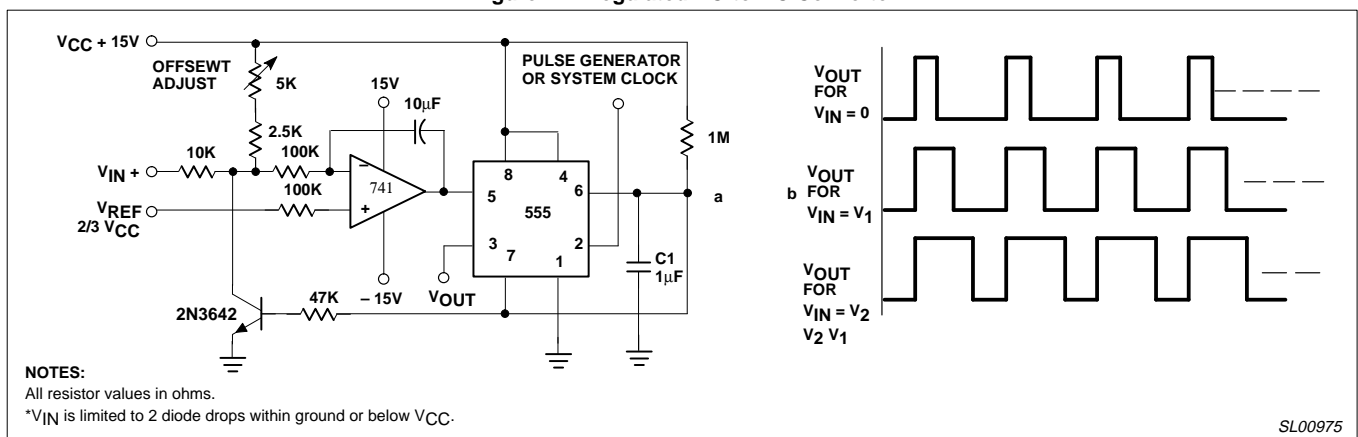 VCC + 15V
OFFSEWT
ADJUST
5K
15V
10μF
PULSE GENERATOR
OR SYSTEM CLOCK
2.5K
1M
10K
100K
VIN +
100K
–
741
+
VREF
2/3 VCC
8
4
5
6
555
3
2
7
1
a
C1
1μF
– 15V
VOUT
47K
2N3642
VOUT
FOR
VIN = 0
b
VOUT
FOR
VIN = V1
VOUT
FOR
VIN = V2
V2 V1
NOTES:
All resistor values in ohms.
*VIN is limited to 2 diode drops within ground or below VCC.
SL00975